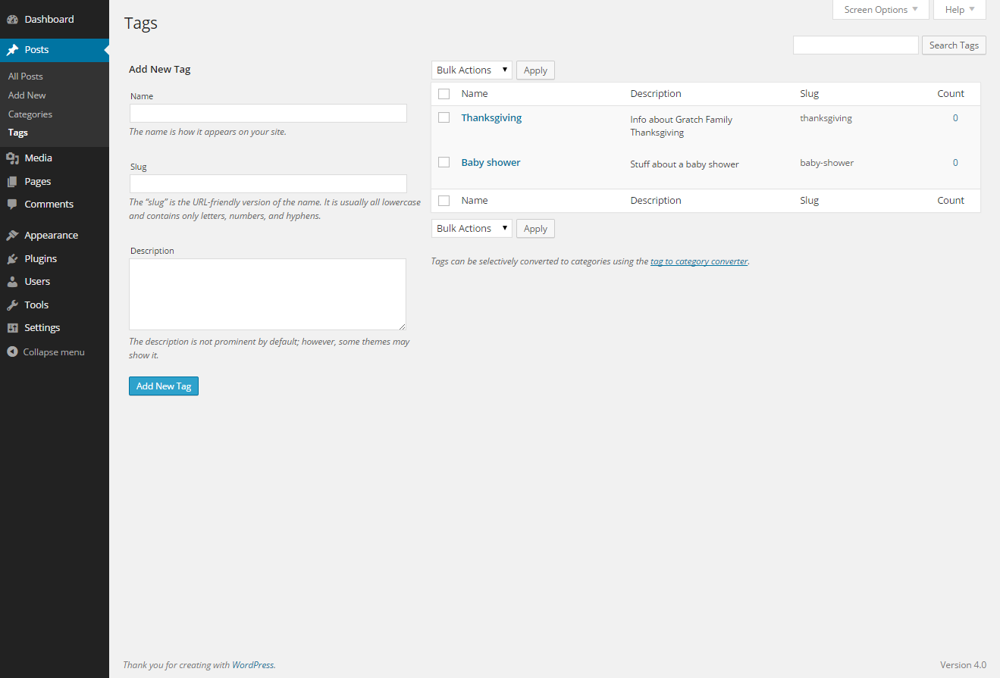 Dashboard
Posts
All Posts
Add New
Categories
Tags
Media
Pages
Comments
Appearance
Plugins
Users
Tools
Settings
Collapse menu
Screen Options
Help
Tags
Search Tags
Add New Tag
Name
The name is how it appears on your site.
Slug
The “slug” is the URL-friendly version of the name. It is usually all lowercase
and contains only letters, numbers, and hyphens.
Description
The description is not prominent by default; however, some themes may
show it.
Add New Tag
Bulk Actions Apply
Name Description Slug Count
Thanksgiving Info about Gratch Family thanksgiving 0
Thanksgiving
Baby shower Stuff about a baby shower baby-shower 0
Name Description Slug Count
Bulk Actions Apply
Tags can be selectively converted to categories using the tag to category converter.
Thank you for creating with WordPress.
Version 4.0